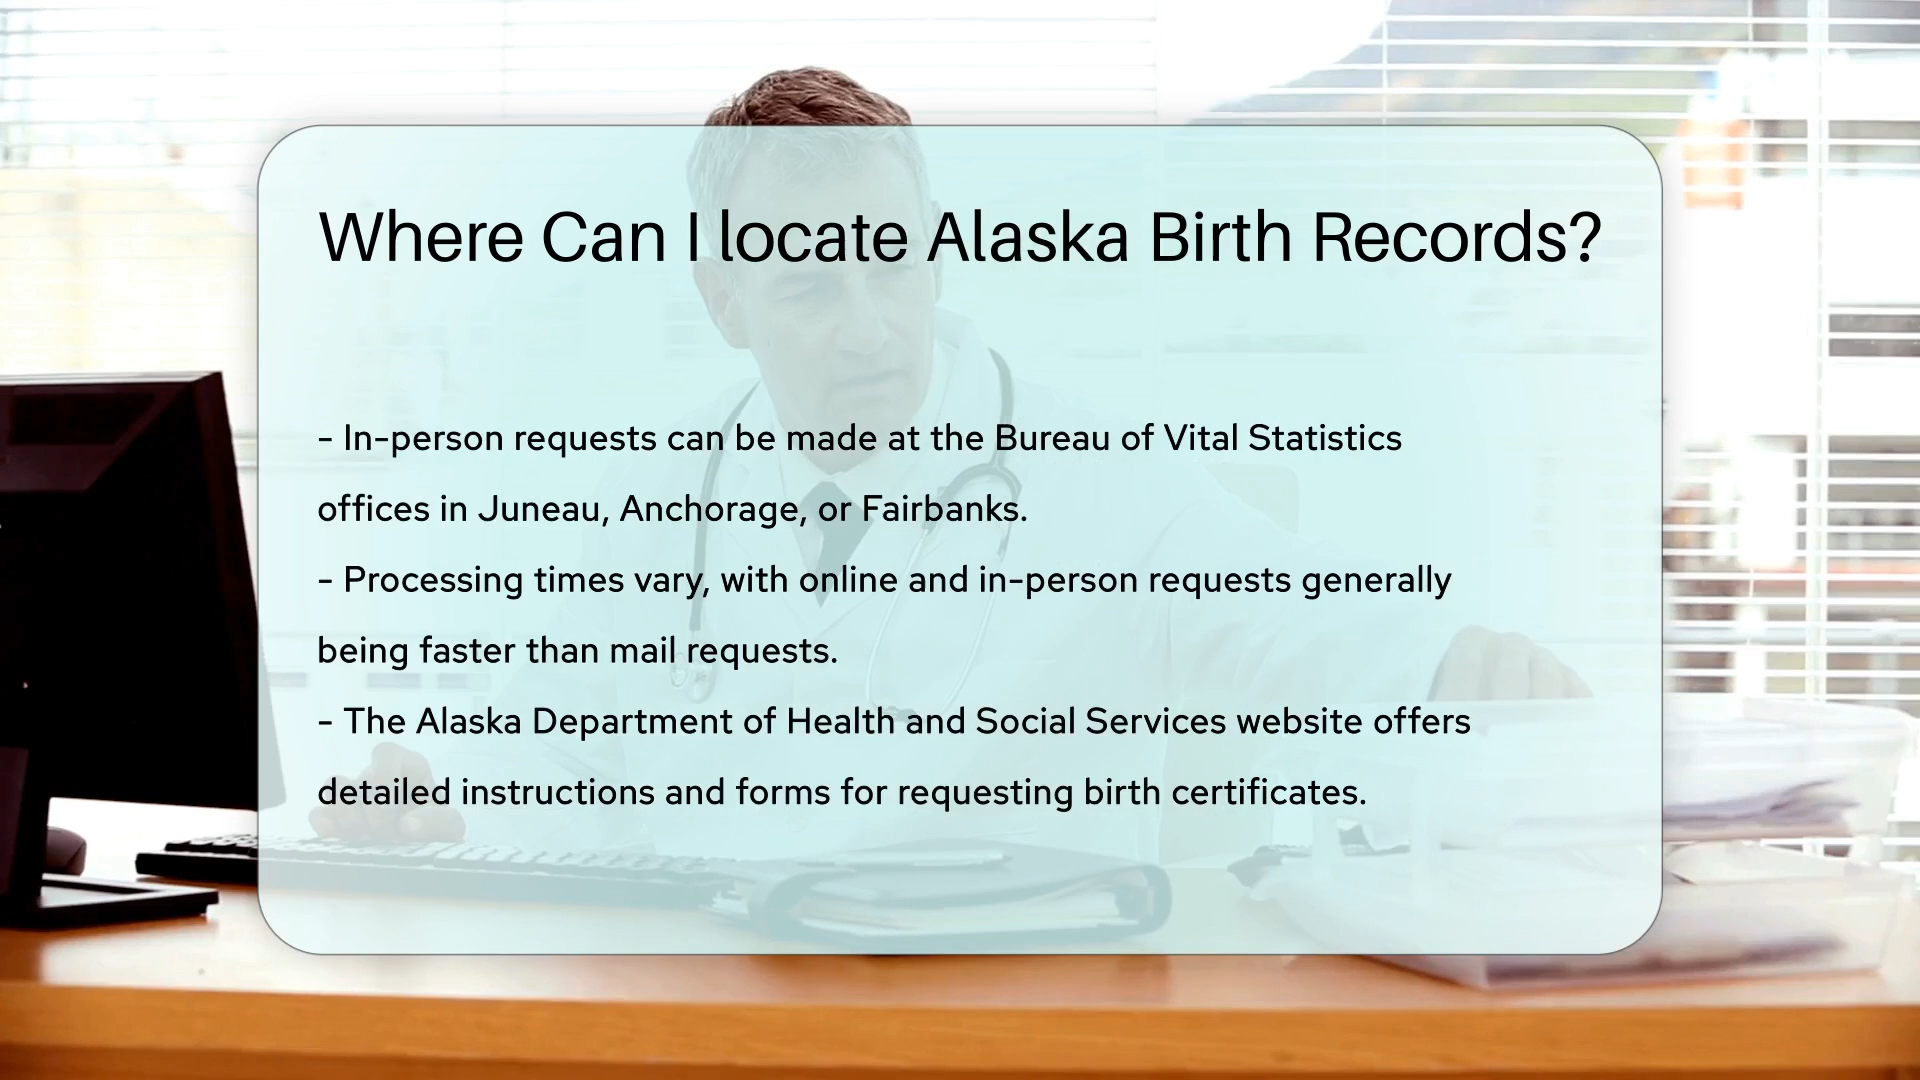 Where Can I locate Alaska Birth Records?
- In-person requests can be made at the Bureau of Vital Statistics
offices in Juneau, Anchorage, or Fairbanks.
- Processing times vary, with online and in-person requests generally
being faster than mail requests.
- The Alaska Department of Health and Social Services website offers
detailed instructions and forms for requesting birth certificates.